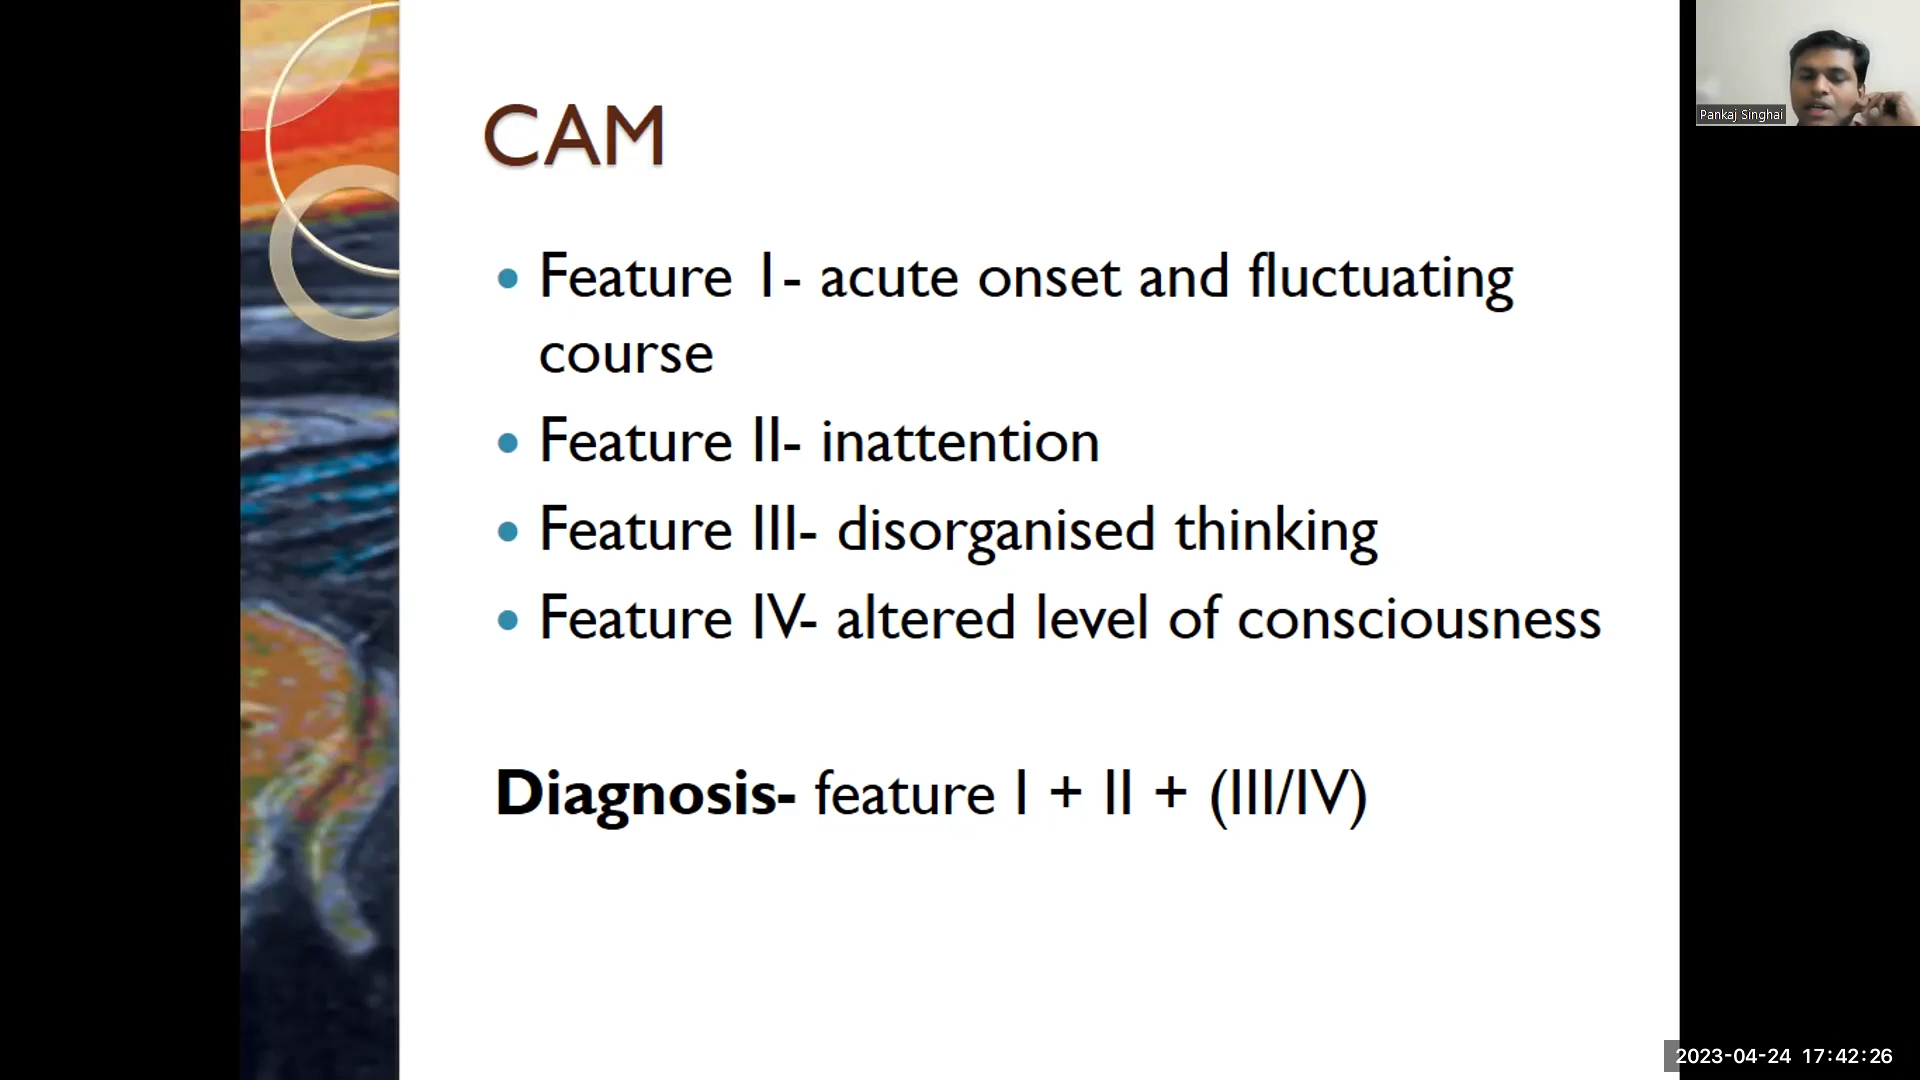 CAM
Feature 1- acute onset and fluctuating
course
Feature II- inattention
Feature III- disorganised thinking
Feature IV- altered level of consciousness
Diagnosis- feature I + II + (III/IV)
Pankaj Singhai
2023-04-24 17:42:26